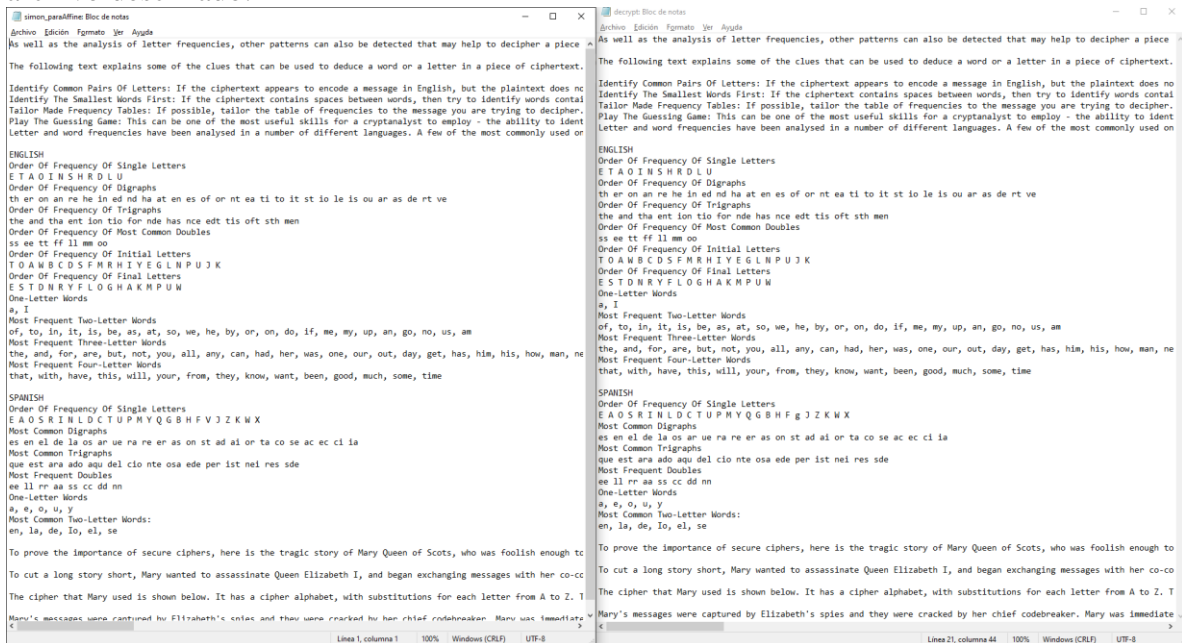 simon_paraAffine: Bloc de notas
Archivo Edición Formato Ver Ayuda
As well as the analysis of letter frequencies, other patterns can also be detected that may help to decipher a piece
The following text explains some of the clues that can be used to deduce a word or a letter in a piece of ciphertext.
Identify Common Pairs Of Letters: If the ciphertext appears to encode a message in English, but the plaintext does nc
Identify The Smallest Words First: If the ciphertext contains spaces between words, then try to identify words contai
Tailor Made Frequency Tables: If possible, tailor the table of frequencies to the message you are trying to decipher.
Play The Guessing Game: This can be one of the most useful skills for a cryptanalyst to employ - the ability to ident
Letter and word frequencies have been analysed in a number of different languages. A few of the most commonly used on
ENGLISH
Order Of Frequency Of Single Letters
E T A O I N S H R D L U
Order Of Frequency Of Digraphs
th er on an re he in ed nd ha at en es of or nt ea ti to it st io le is ou ar as de rt ve
Order Of Frequency Of Trigraphs
the and tha ent ion tio for nde has nce edt tis oft sth men
Order Of Frequency Of Most Common Doubles
ss ee tt ff ll mm oo
Order Of Frequency Of Initial Letters
T O A W B C D S F M R H I Y E G L N P U J K
Order Of Frequency Of Final Letters
E S T D N R Y F L O G H A K M P U W
One-Letter Words
a, I
Most Frequent Two-Letter Words
of, to, in, it, is, be, as, at, so, we, he, by, or, on, do, if, me, my, up, an, go, no, us, am
Most Frequent Three-Letter Words
the, and, for, are, but, not, you, all, any, can, had, her, was, one, our, out, day, get, has, him, his, how, man, ne
Most Frequent Four-Letter Words
that, with, have, this, will, your, from, they, know, want, been, good, much, some, time
SPANISH
Order Of Frequency Of Single Letters
E A O S R I N L D C T U P M Y Q G B H F V J Z K W X
Most Common Digraphs
es en el de la os ar ue ra re er as on st ad ai or ta co se ac ec ci ia
Most Common Trigraphs
que est ara ado aqu del cio nte osa ede per ist nei res sde
Most Frequent Doubles
ee ll rr aa ss cc dd nn
One-Letter Words
a, e, o, u, y
Most Common Two-Letter Words:
en, la, de, Io, el, se
To prove the importance of secure ciphers, here is the tragic story of Mary Queen of Scots, who was foolish enough to
To cut a long story short, Mary wanted to assassinate Queen Elizabeth I, and began exchanging messages with her co-cc
The cipher that Mary used is shown below. It has a cipher alphabet, with substitutions for each letter from A to Z. T
Mary's messages were captured by Elizabeth's spies and they were cracked by her chief codebreaker. Mary was immediate
Línea 1, columna 1 100% Windows (CRLF) UTF-8
decrypt: Bloc de notas
Archivo Edición Formato Ver Ayuda
As well as the analysis of letter frequencies, other patterns can also be detected that may help to decipher a piece
The following text explains some of the clues that can be used to deduce a word or a letter in a piece of ciphertext.
Identify Common Pairs Of Letters: If the ciphertext appears to encode a message in English, but the plaintext does no
Identify The Smallest Words First: If the ciphertext contains spaces between words, then try to identify words contai
Tailor Made Frequency Tables: If possible, tailor the table of frequencies to the message you are trying to decipher.
Play The Guessing Game: This can be one of the most useful skills for a cryptanalyst to employ - the ability to ident
Letter and word frequencies have been analysed in a number of different languages. A few of the most commonly used on
ENGLISH
Order Of Frequency Of Single Letters
E T A O I N S H R D L U
Order Of Frequency Of Digraphs
th er on an re he in ed nd ha at en es of or nt ea ti to it st io le is ou ar as de rt ve
Order Of Frequency Of Trigraphs
the and tha ent ion tio for nde has nce edt tis oft sth men
Order Of Frequency Of Most Common Doubles
ss ee tt ff ll mm oo
Order Of Frequency Of Initial Letters
T O A W B C D S F M R H I Y E G L N P U J K
Order Of Frequency Of Final Letters
E S T D N R Y F L O G H A K M P U W
One-Letter Words
a, I
Most Frequent Two-Letter Words
of, to, in, it, is, be, as, at, so, we, he, by, or, on, do, if, me, my, up, an, go, no, us, am
Most Frequent Three-Letter Words
the, and, for, are, but, not, you, all, any, can, had, her, was, one, our, out, day, get, has, him, his, how, man, ne
Most Frequent Four-Letter Words
that, with, have, this, will, your, from, they, know, want, been, good, much, some, time
SPANISH
Order Of Frequency Of Single Letters
E A O S R I N L D C T U P M Y Q G B H F g J Z K W X
Most Common Digraphs
es en el de la os ar ue ra re er as on st ad ai or ta co se ac ec ci ia
Most Common Trigraphs
que est ara ado aqu del cio nte osa ede per ist nei res sde
Most Frequent Doubles
ee ll rr aa ss cc dd nn
One-Letter Words
a, e, o, u, y
Most Common Two-Letter Words:
en, la, de, Io, el, se
To prove the importance of secure ciphers, here is the tragic story of Mary Queen of Scots, who was foolish enough to
To cut a long story short, Mary wanted to assassinate Queen Elizabeth I, and began exchanging messages with her co-co
The cipher that Mary used is shown below. It has a cipher alphabet, with substitutions for each letter from A to Z. T
Mary's messages were captured by Elizabeth's spies and they were cracked by her chief codebreaker. Mary was immediate
Línea 21, columna 44 100% Windows (CRLF) UTF-8